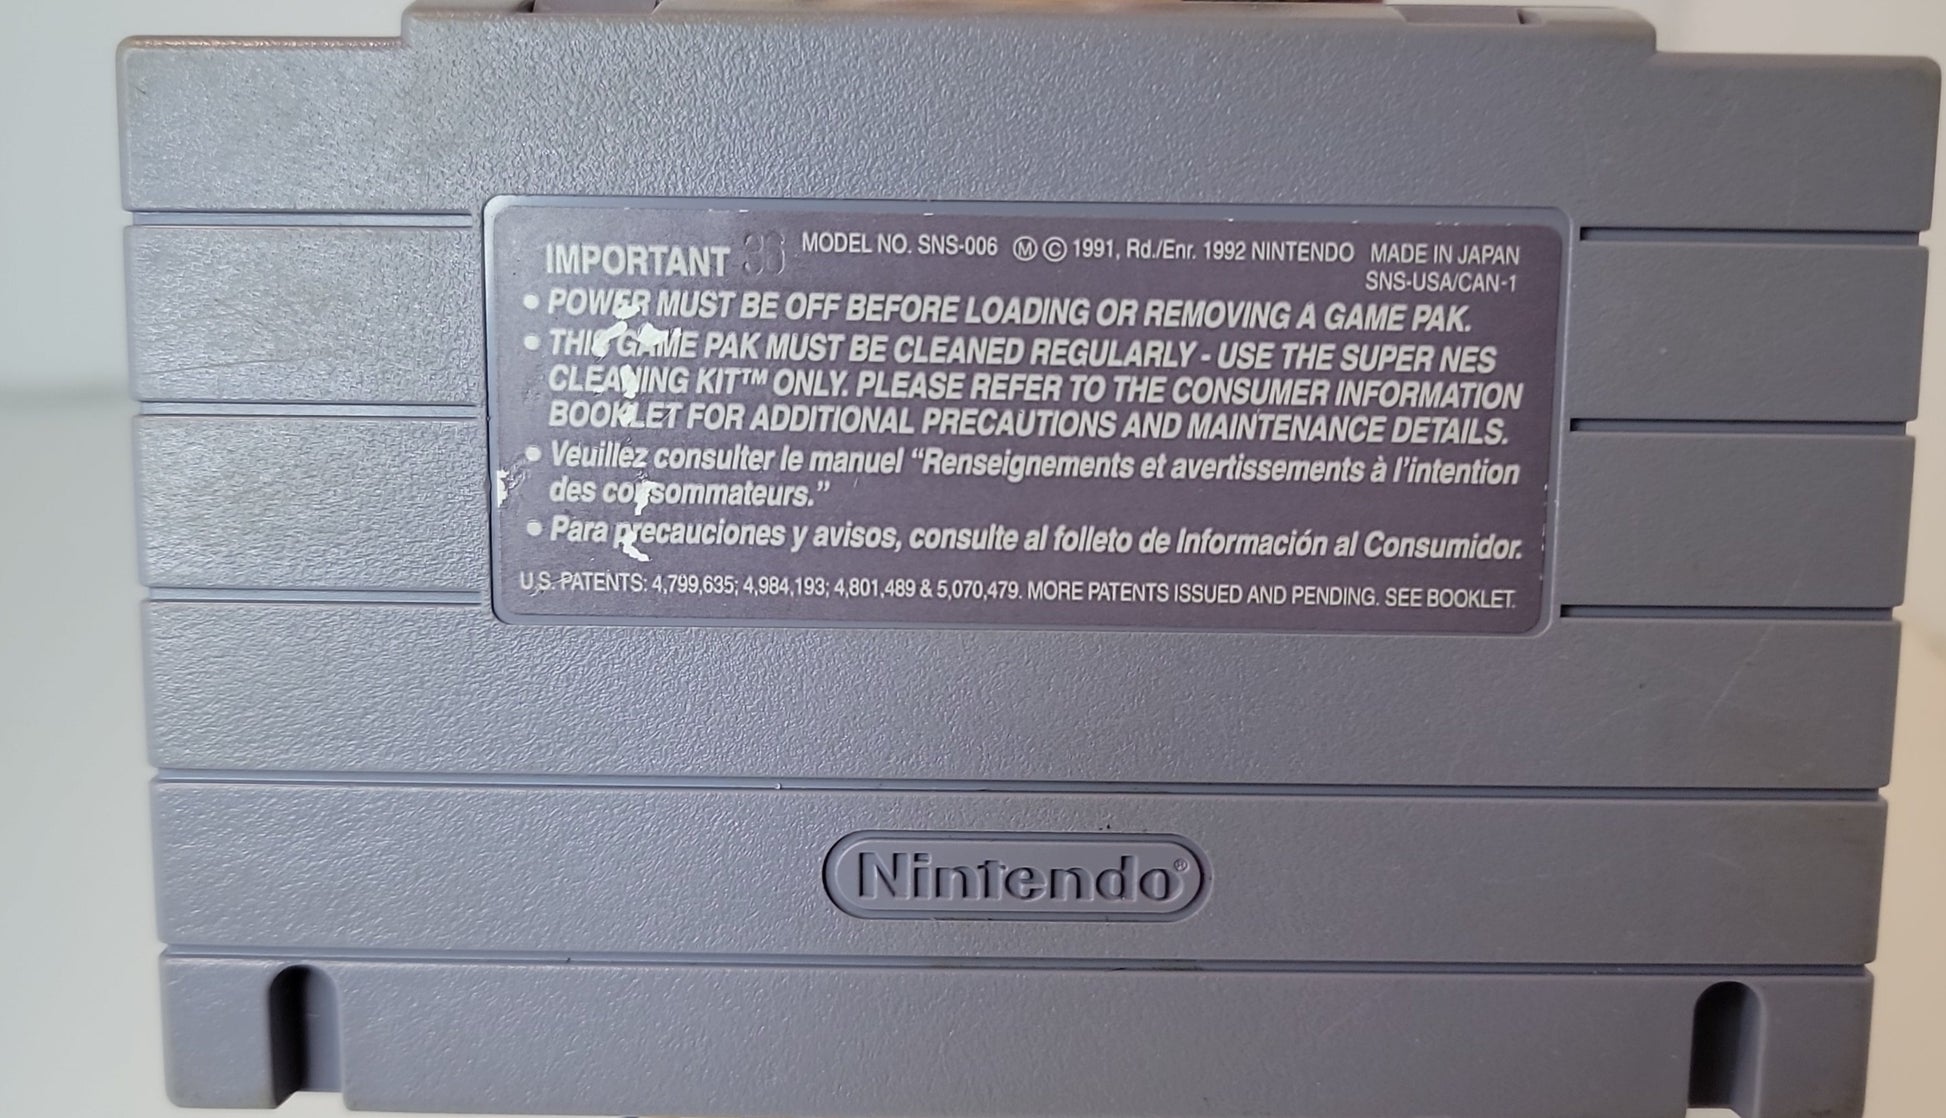 IMPORTANT MODEL NO. SNS-006 Ⓜ © 1991, Rd./Enr. 1992 NINTENDO MADE IN JAPAN
SNS-USA/CAN-1
• POWER MUST BE OFF BEFORE LOADING OR REMOVING A GAME PAK.
• THIS GAME PAK MUST BE CLEANED REGULARLY - USE THE SUPER NES
CLEANING KIT™ ONLY. PLEASE REFER TO THE CONSUMER INFORMATION
BOOKLET FOR ADDITIONAL PRECAUTIONS AND MAINTENANCE DETAILS.
• Veuillez consulter le manuel “Renseignements et avertissements à l’intention
des consommateurs.”
• Para precauciones y avisos, consulte al folleto de Información al Consumidor.
U.S. PATENTS: 4,799,635; 4,984,193; 4,801,489 & 5,070,479. MORE PATENTS ISSUED AND PENDING. SEE BOOKLET.
Nintendo®